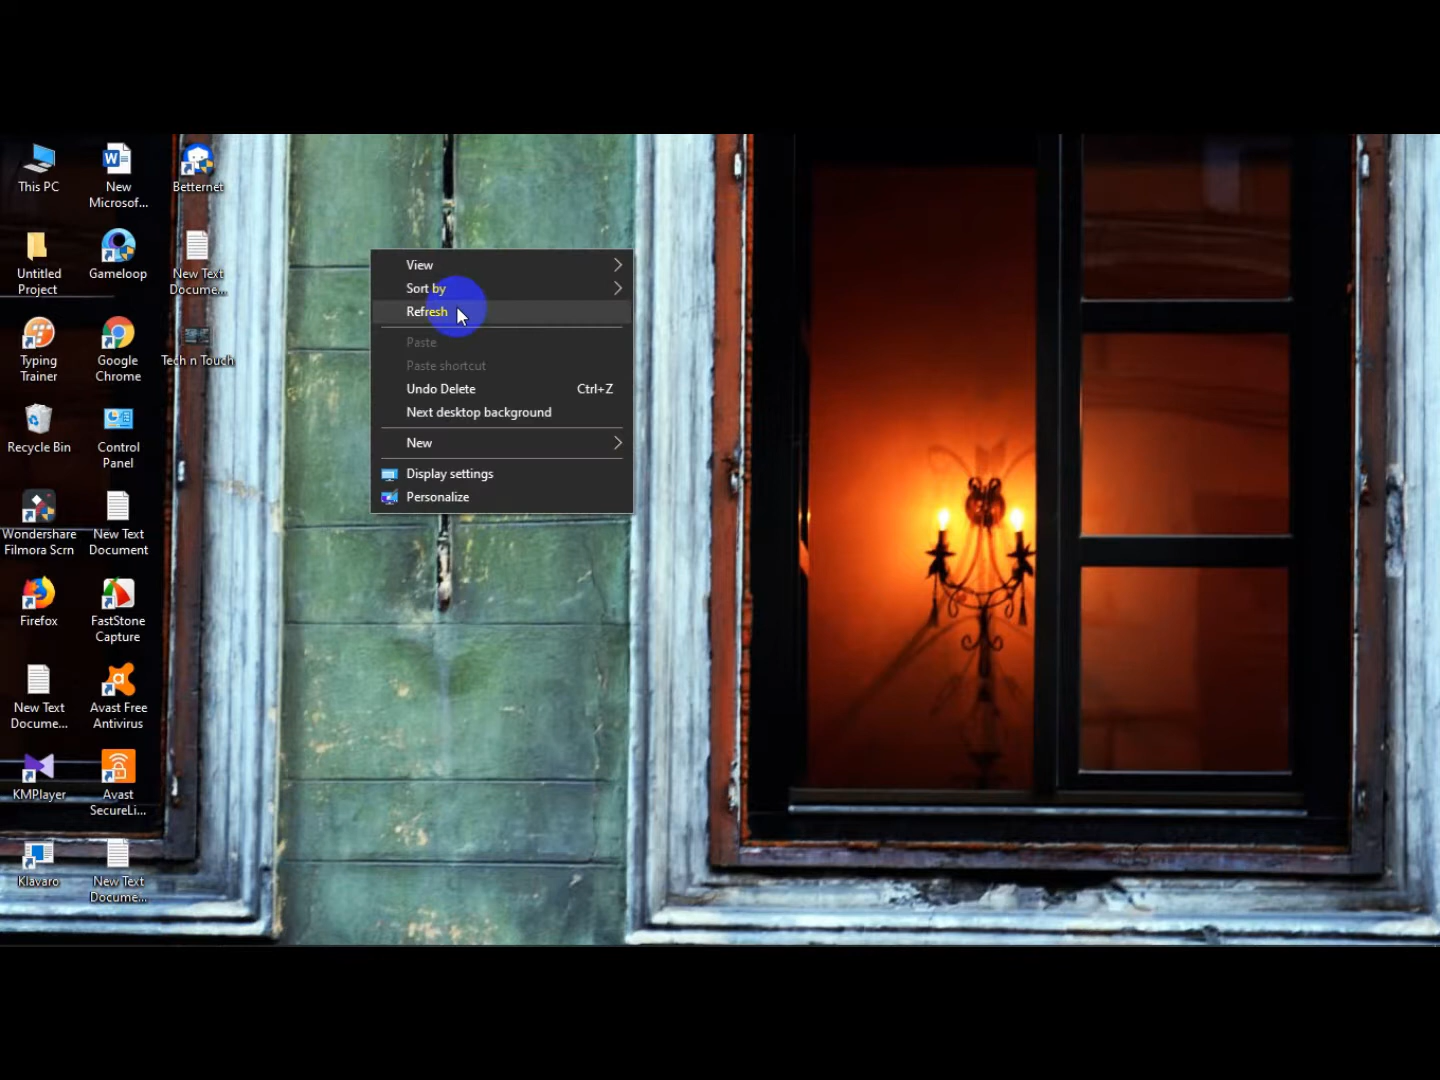 This PC
New
Microsof...
Betternet
Untitled
Project
Gameloop
New Text
Docume...
Typing
Trainer
Google
Chrome
Tech n Touch
Recycle Bin
Control
Panel
Wondershare
Filmora Scrn
New Text
Document
Firefox
FastStone
Capture
New Text
Docume...
Avast Free
Antivirus
KMPlayer
Avast
SecureLi...
Klavaro
New Text
Docume...
View
Sort by
Refresh
Paste
Paste shortcut
Undo Delete Ctrl+Z
Next desktop background
New
Display settings
Personalize